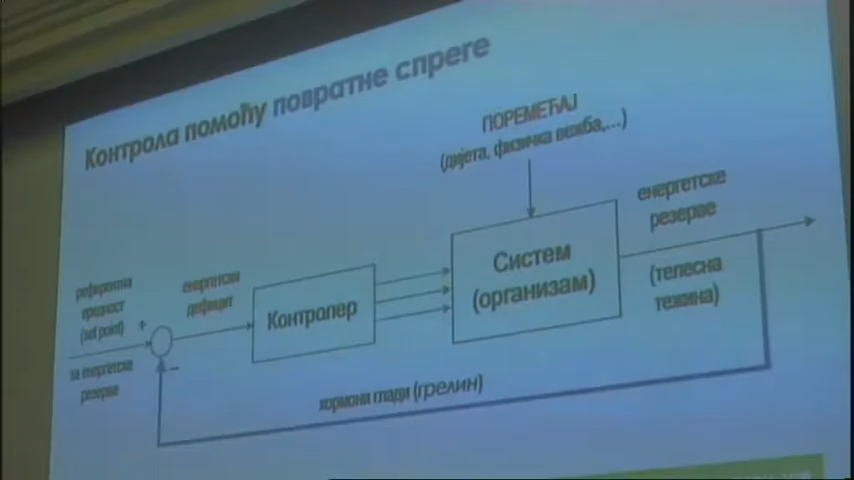 Контрола помоћу повратне спреге
ПОРЕМЕЋАЈ
(дијета, физичка вежба,...)
енергетске
резерве
(телесна
тежина)
Систем
(организам)
Контролер
енергетски
дефицит
референтна
вредност
(set point)
+
за енергетске
резерве
−
хормони глади (грелин)